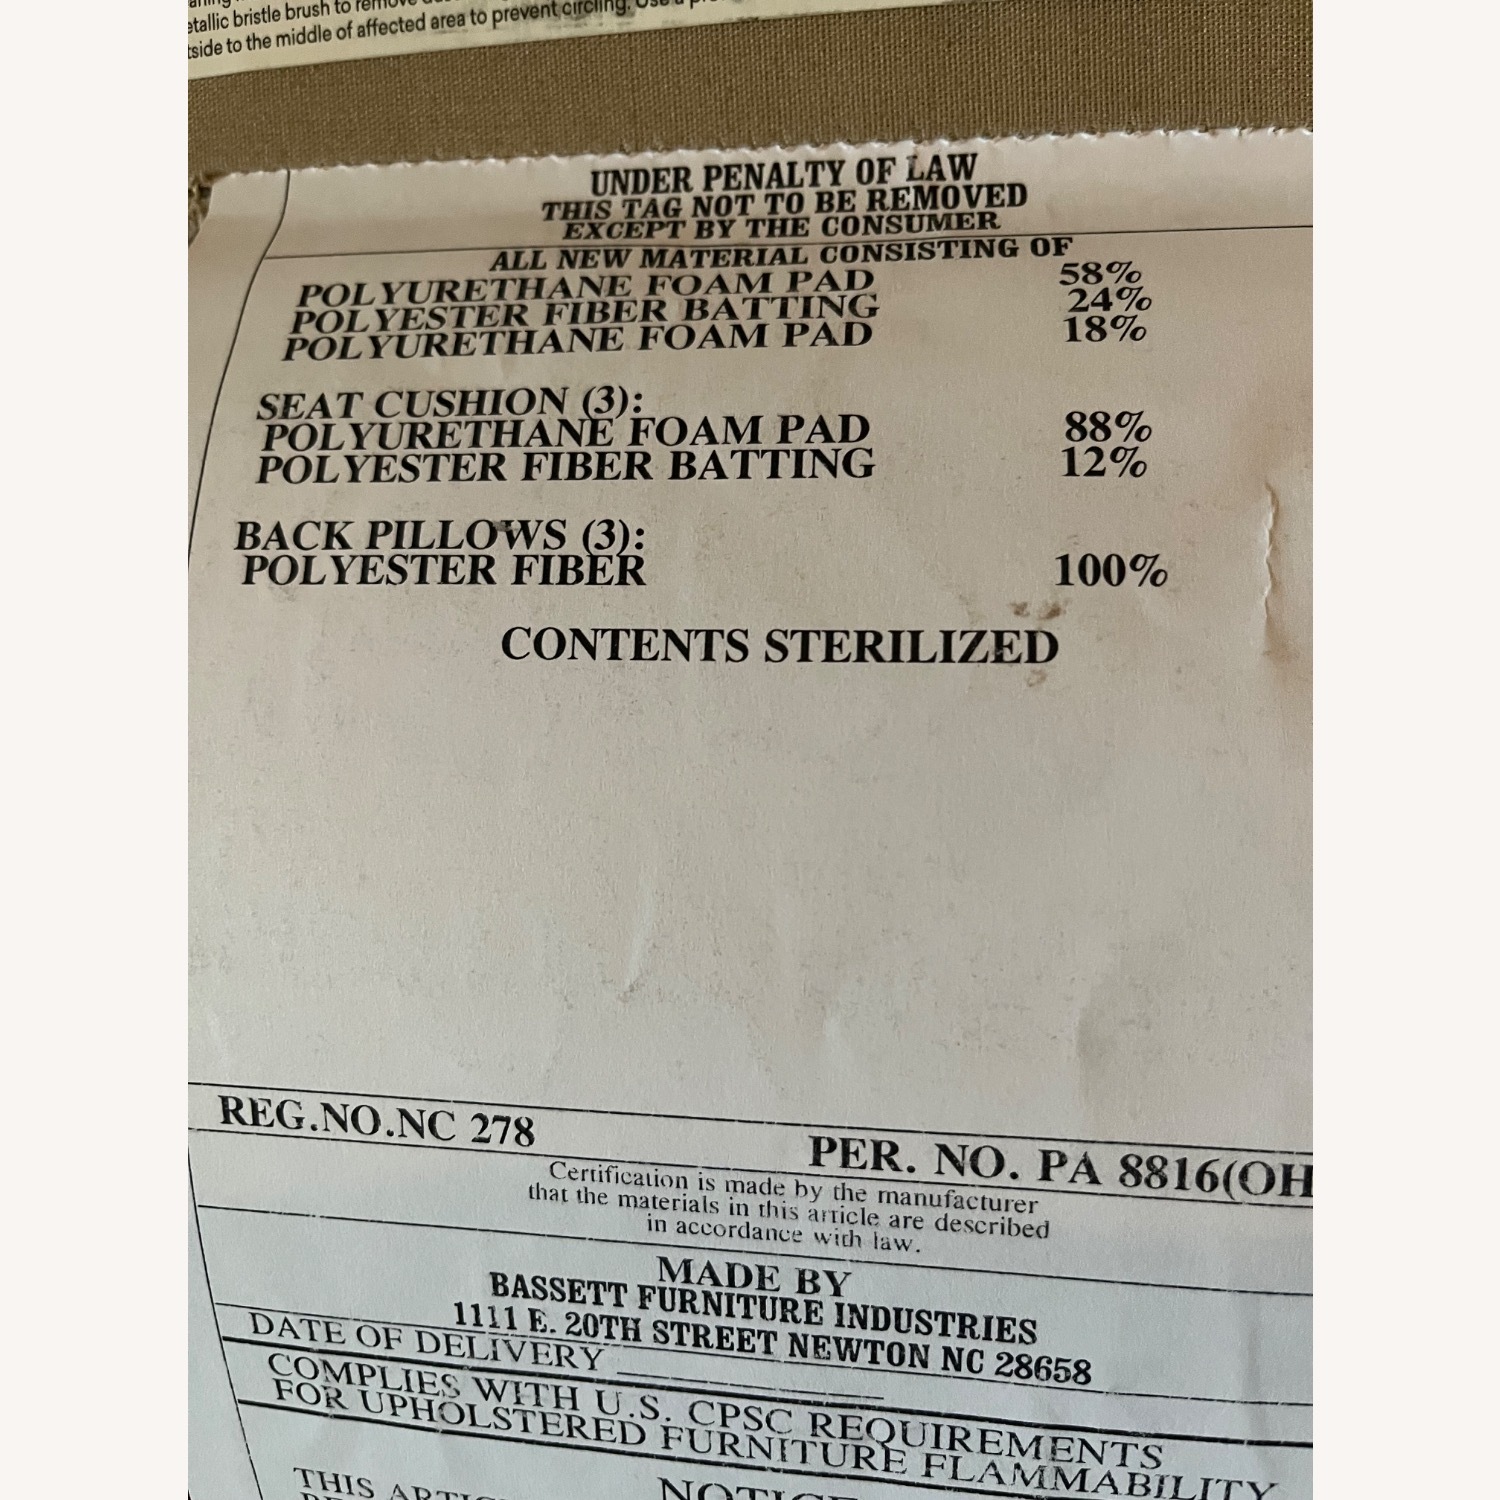 etallic bristle brush to remove
tside to the middle of affected area to prevent circling. Use a
UNDER PENALTY OF LAW
THIS TAG NOT TO BE REMOVED
EXCEPT BY THE CONSUMER
ALL NEW MATERIAL CONSISTING OF
POLYURETHANE FOAM PAD 58%
POLYESTER FIBER BATTING 24%
POLYURETHANE FOAM PAD 18%
SEAT CUSHION (3):
POLYURETHANE FOAM PAD 88%
POLYESTER FIBER BATTING 12%
BACK PILLOWS (3):
POLYESTER FIBER 100%
CONTENTS STERILIZED
REG.NO.NC 278
PER. NO. PA 8816(OH
Certification is made by the manufacturer
that the materials in this article are described
in accordance with law.
MADE BY
BASSETT FURNITURE INDUSTRIES
1111 E. 20TH STREET NEWTON NC 28658
DATE OF DELIVERY
COMPLIES WITH U.S. CPSC REQUIREMENTS
FOR UPHOLSTERED FURNITURE FLAMMABILITY
NOTICE
THIS ARTIC